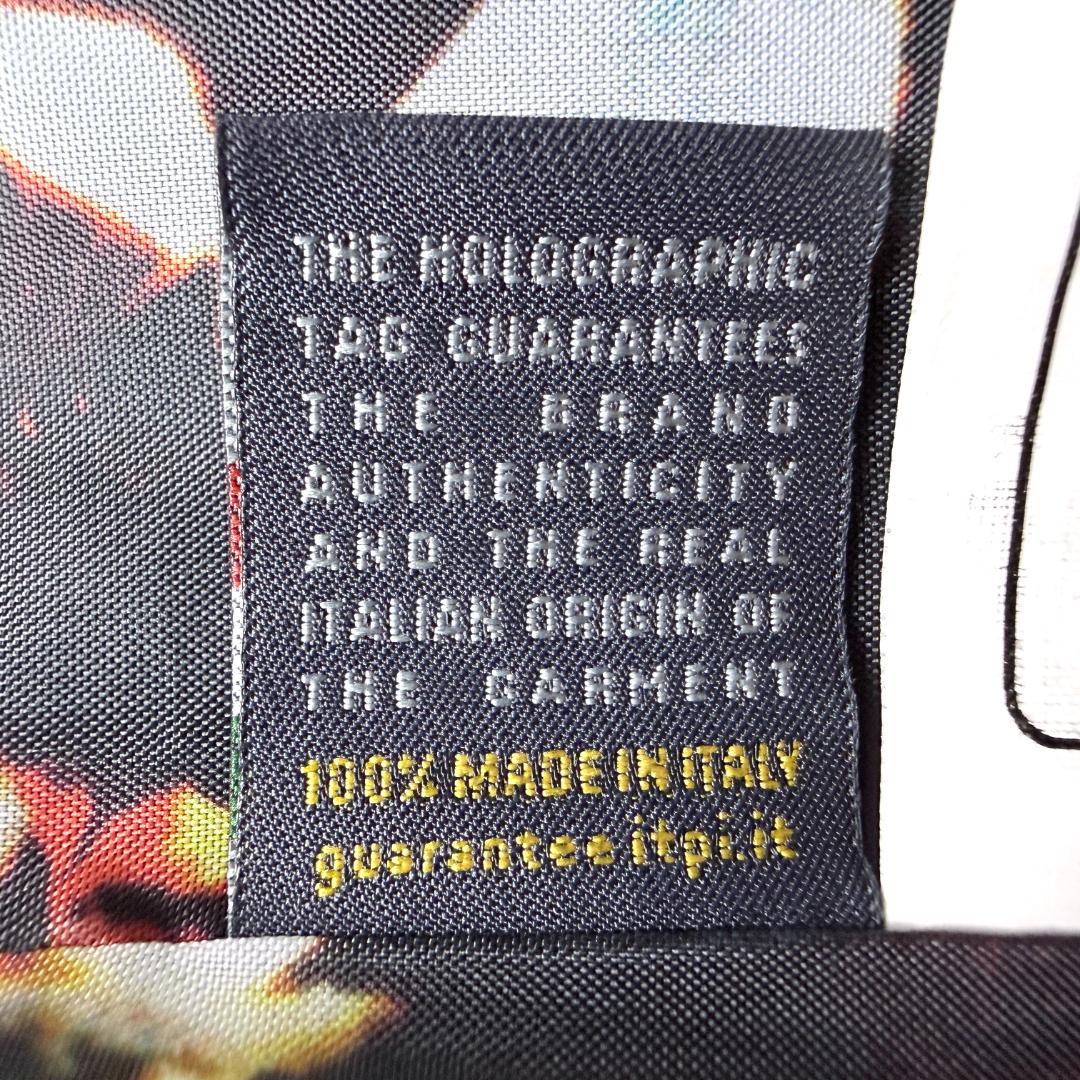 THE HOLOGRAPHIC
TAG GUARANTEES
THE BRAND
AUTHENTICITY
AND THE REAL
ITALIAN ORIGIN OF
THE GARMENT
100% MADE IN ITALY
guarantee itpi.it